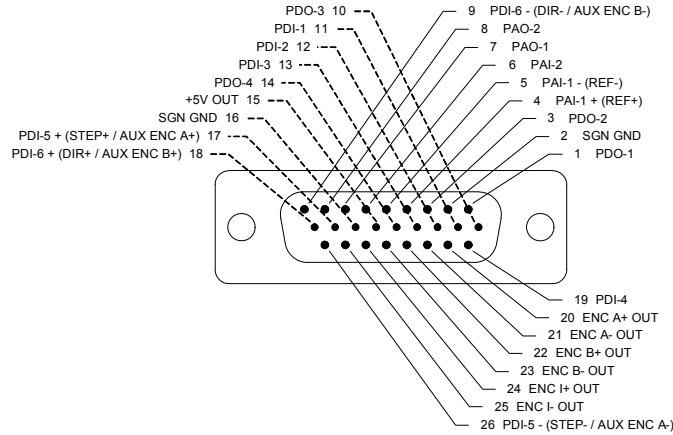 PDO-3 10
PDI-1 11
PDI-2 12
PDI-3 13
PDO-4 14
+5V OUT 15
SGN GND 16
PDI-5 + (STEP+ / AUX ENC A+) 17
PDI-6 + (DIR+ / AUX ENC B+) 18
9 PDI-6 - (DIR- / AUX ENC B-)
8 PAO-2
7 PAO-1
6 PAI-2
5 PAI-1 - (REF-)
4 PAI-1 + (REF+)
3 PDO-2
2 SGN GND
1 PDO-1
19 PDI-4
20 ENC A+ OUT
21 ENC A- OUT
22 ENC B+ OUT
23 ENC B- OUT
24 ENC I+ OUT
25 ENC I- OUT
26 PDI-5 - (STEP- / AUX ENC A-)